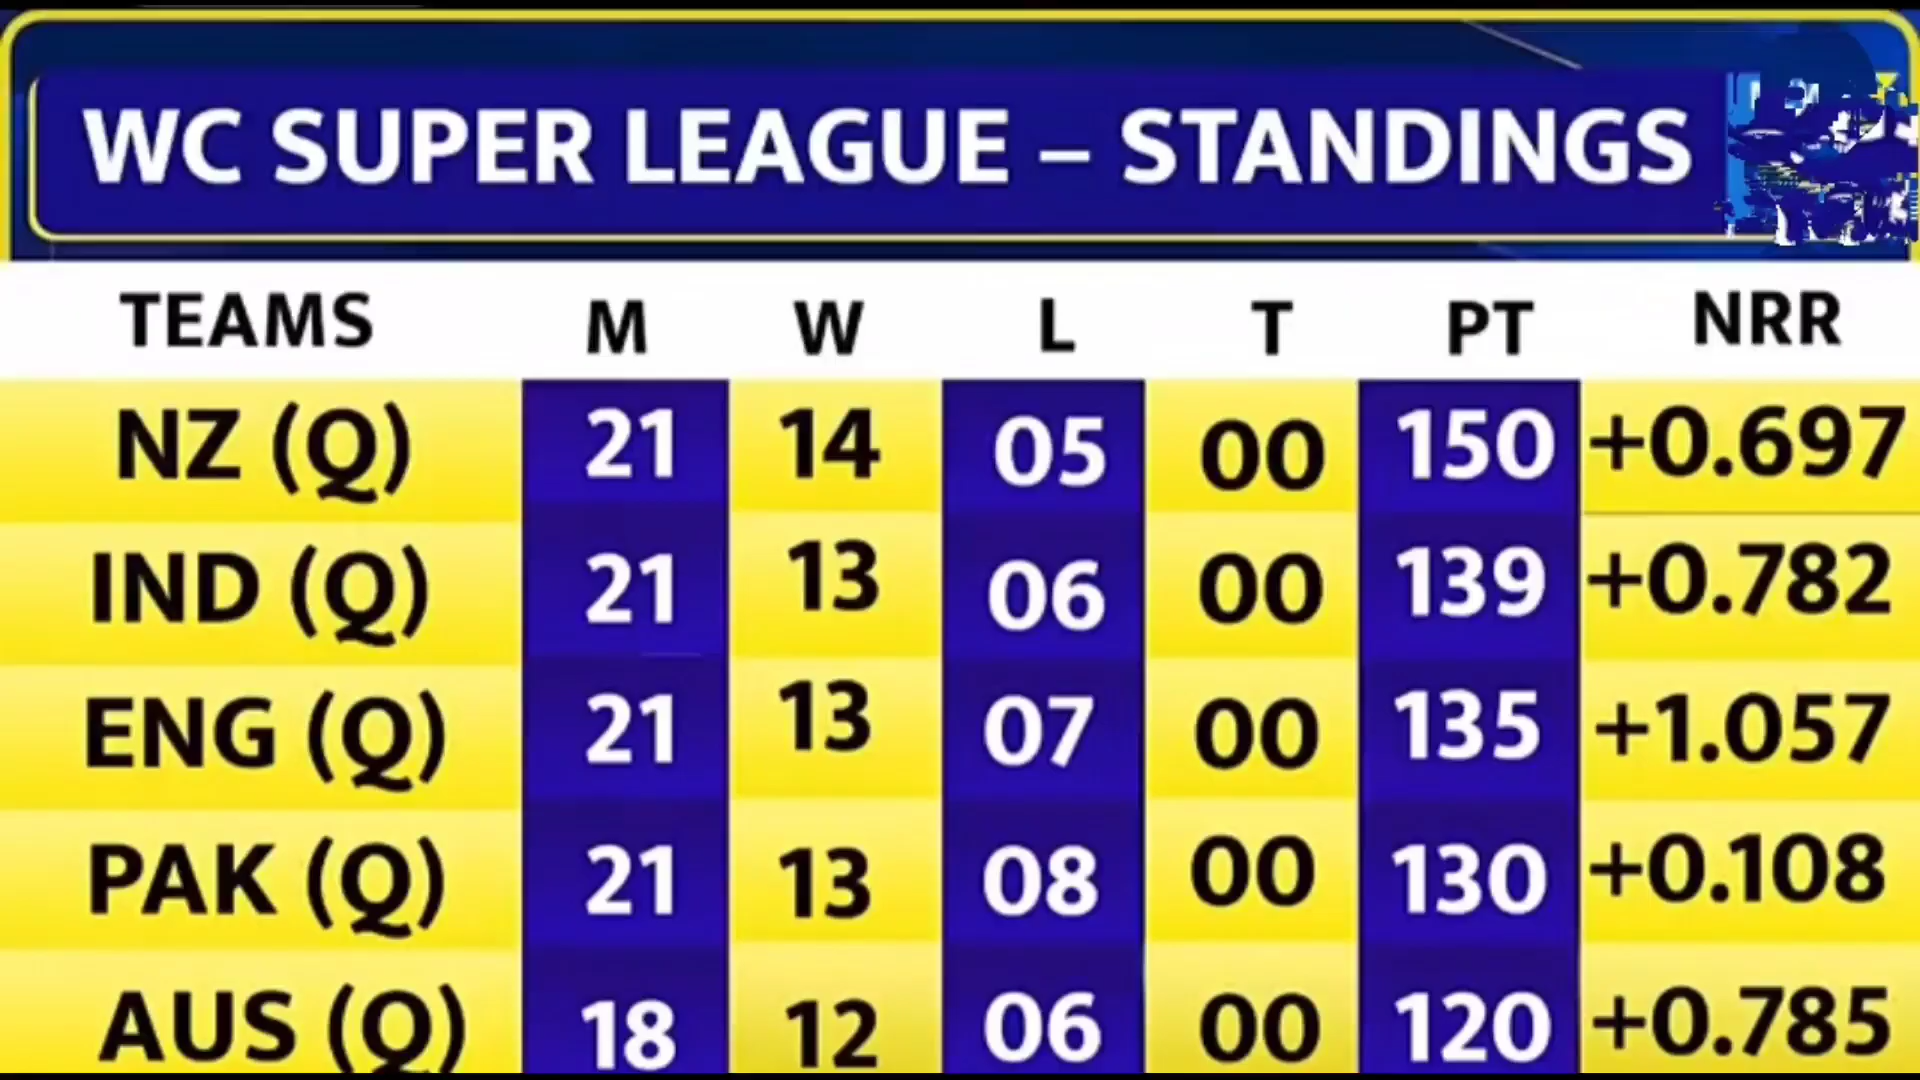 WC SUPER LEAGUE – STANDINGS
TEAMS M W L T PT NRR
NZ (Q) 21 14 05 00 150 +0.697
IND (Q) 21 13 06 00 139 +0.782
ENG (Q) 21 13 07 00 135 +1.057
PAK (Q) 21 13 08 00 130 +0.108
AUS (Q) 18 12 06 00 120 +0.785